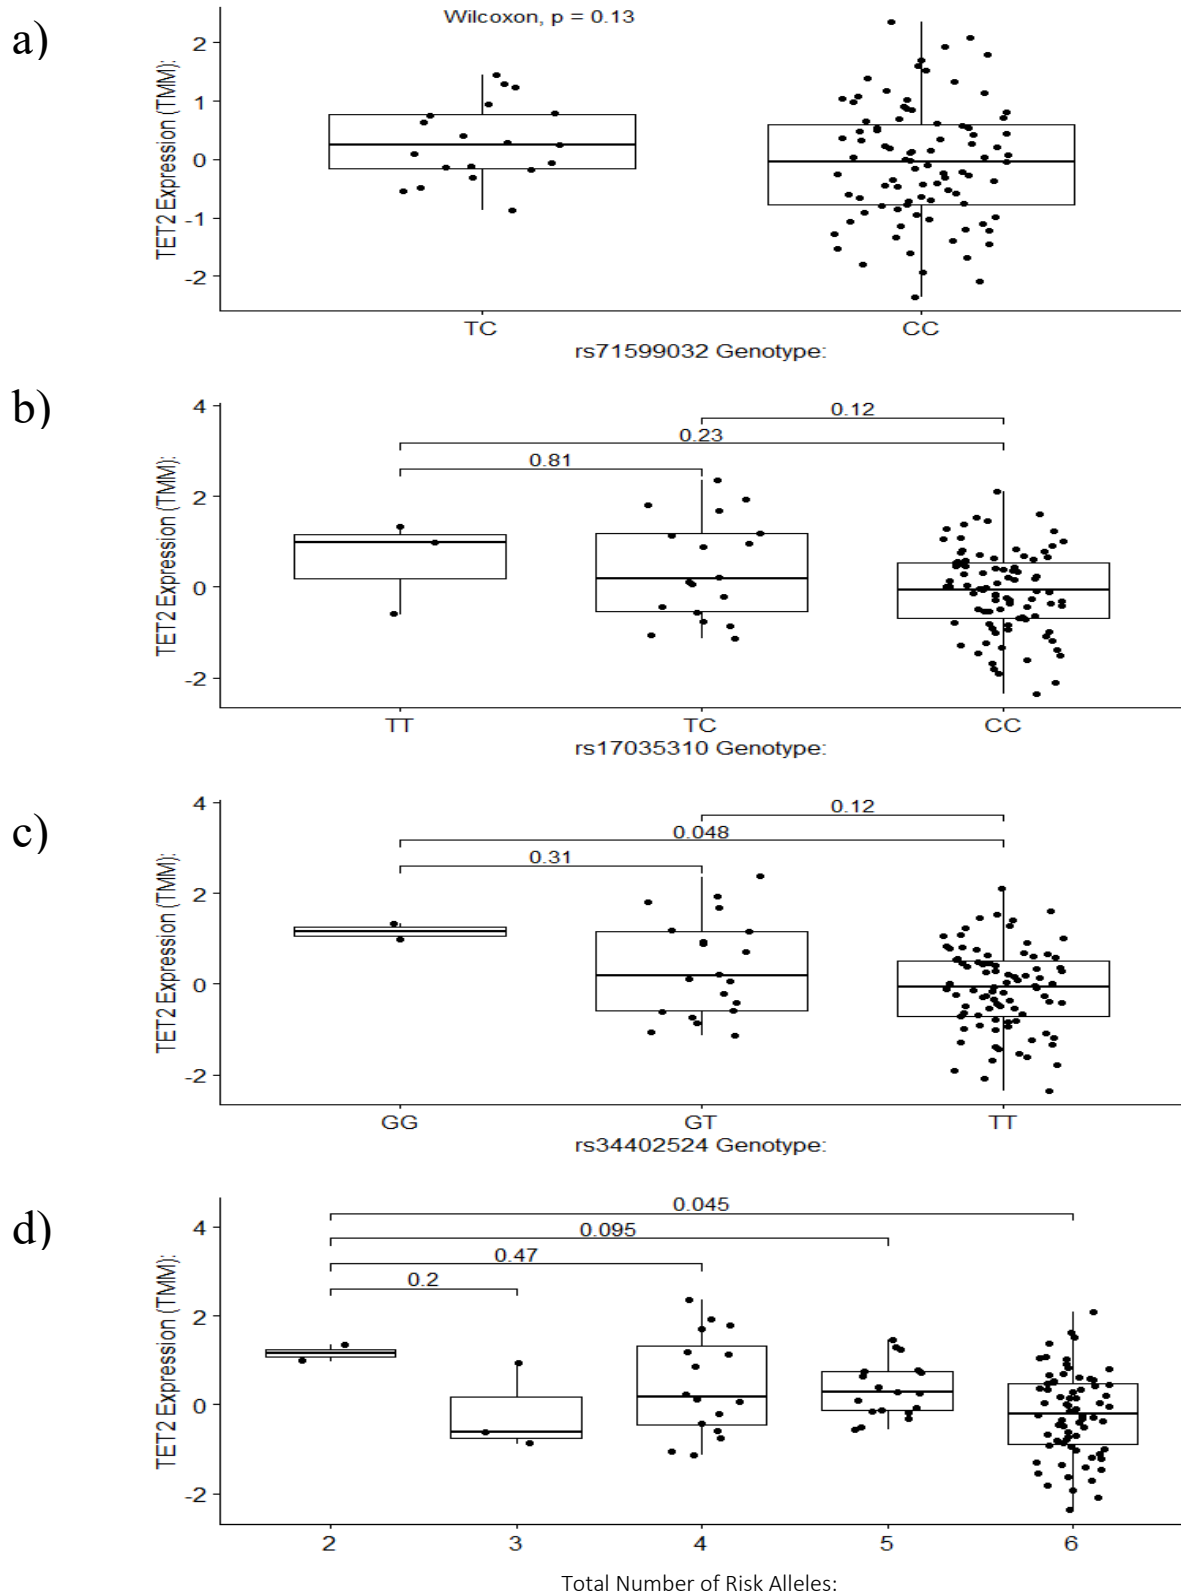 a)
Wilcoxon, p = 0.13
TET2 Expression (TMM):
2
1
0
-1
-2
TC
CC
rs71599032 Genotype:
b)
TET2 Expression (TMM):
4
2
0
-2
0.12
0.23
0.81
TT
TC
CC
rs17035310 Genotype:
c)
TET2 Expression (TMM):
4
2
0
-2
0.12
0.048
0.31
GG
GT
TT
rs34402524 Genotype:
d)
TET2 Expression (TMM):
4
2
0
-2
0.045
0.095
0.47
0.2
2
3
4
5
6
Total Number of Risk Alleles: